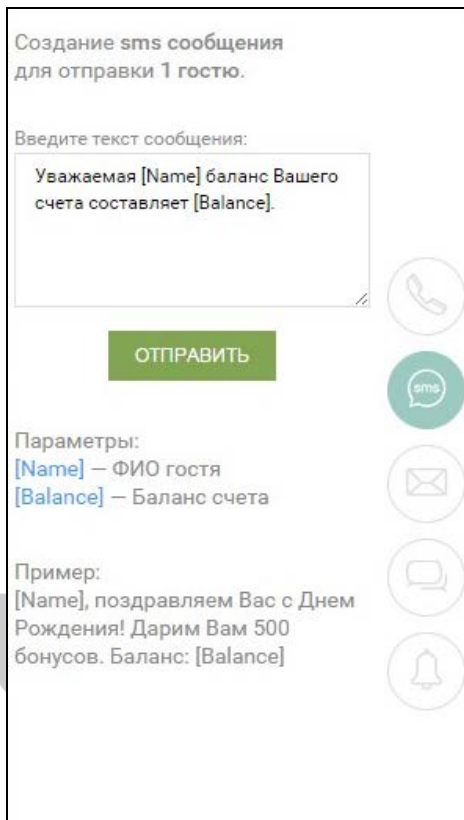 Создание sms сообщения
для отправки 1 гостю.
Введите текст сообщения:
Уважаемая [Name] баланс Вашего
счета составляет [Balance].
ОТПРАВИТЬ
sms
Параметры:
[Name] — ФИО гостя
[Balance] — Баланс счета
Пример:
[Name], поздравляем Вас с Днем
Рождения! Дарим Вам 500
бонусов. Баланс: [Balance]